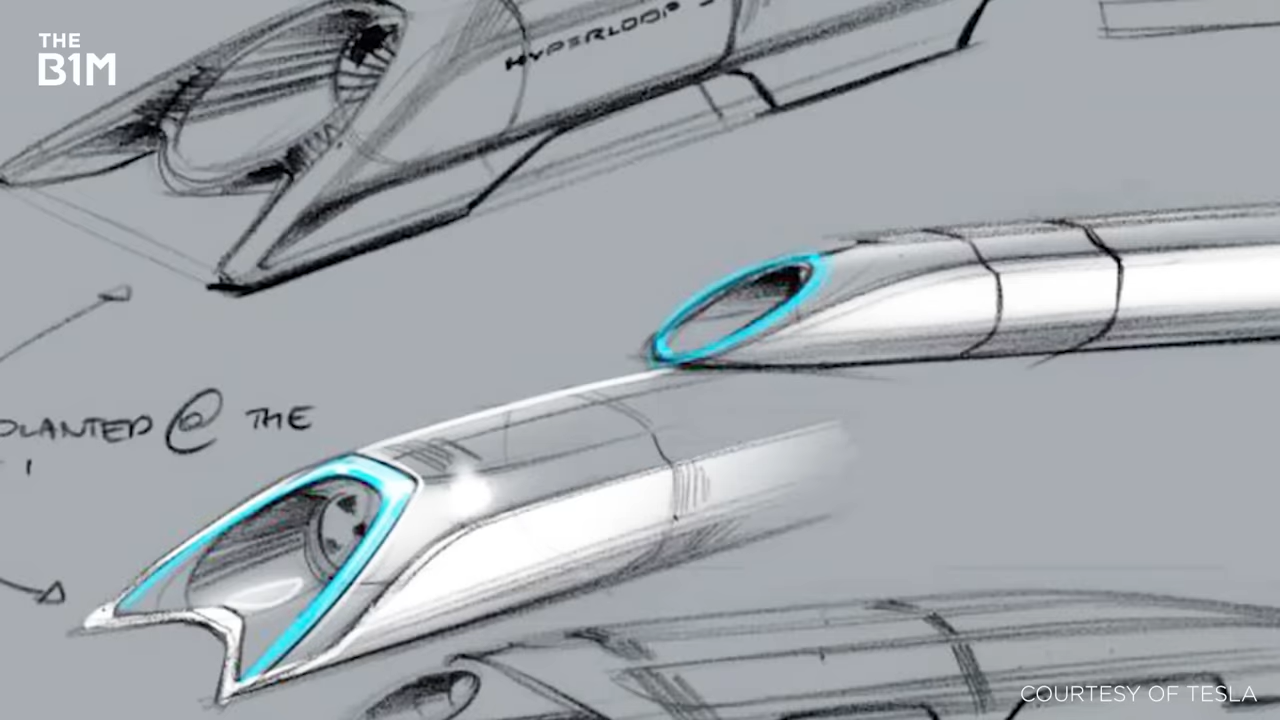 THE
B1M
HYPERLOOP
PLANTED @ THE
COURTESY OF TESLA